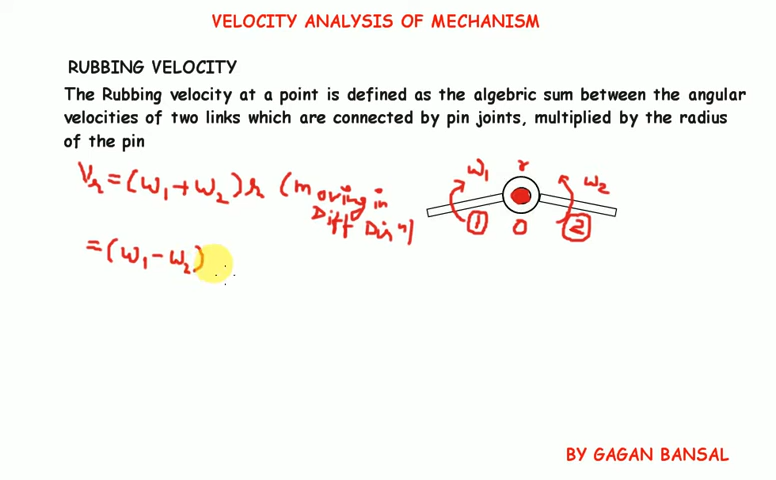 VELOCITY ANALYSIS OF MECHANISM
RUBBING VELOCITY
The Rubbing velocity at a point is defined as the algebric sum between the angular
velocities of two links which are connected by pin joints, multiplied by the radius
of the pin
Vr = (ω1 + ω2) r (moving in
Diff Dirn)
= (ω1 - ω2)
ω1 r ω2
1 O 2
BY GAGAN BANSAL